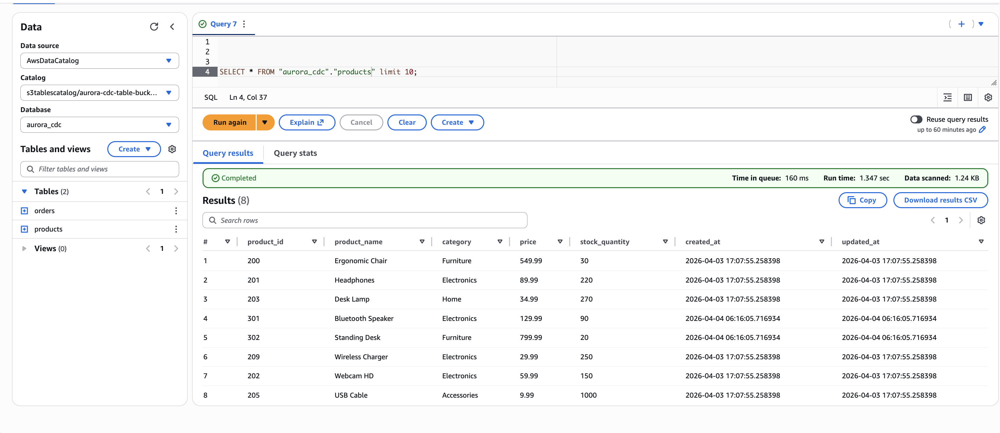 Data
Data source
AwsDataCatalog
Catalog
s3tablescatalog/aurora-cdc-table-buck...
Database
aurora_cdc
Tables and views
Create
Filter tables and views
Tables (2)
1
orders
products
Views (0)
1
Query 7
1
2
3
4 SELECT * FROM "aurora_cdc"."products" limit 10;
SQL Ln 4, Col 37
Run again Explain Cancel Clear Create
Reuse query results
up to 60 minutes ago
Query results Query stats
Completed Time in queue: 160 ms Run time: 1.347 sec Data scanned: 1.24 KB
Results (8) Copy Download results CSV
Search rows 1
# product_id product_name category price stock_quantity created_at updated_at
1 200 Ergonomic Chair Furniture 549.99 30 2026-04-03 17:07:55.258398 2026-04-03 17:07:55.258398
2 201 Headphones Electronics 89.99 220 2026-04-03 17:07:55.258398 2026-04-03 17:07:55.258398
3 203 Desk Lamp Home 34.99 270 2026-04-03 17:07:55.258398 2026-04-03 17:07:55.258398
4 301 Bluetooth Speaker Electronics 129.99 90 2026-04-04 06:16:05.716934 2026-04-04 06:16:05.716934
5 302 Standing Desk Furniture 799.99 20 2026-04-04 06:16:05.716934 2026-04-04 06:16:05.716934
6 209 Wireless Charger Electronics 29.99 250 2026-04-03 17:07:55.258398 2026-04-03 17:07:55.258398
7 202 Webcam HD Electronics 59.99 150 2026-04-03 17:07:55.258398 2026-04-03 17:07:55.258398
8 205 USB Cable Accessories 9.99 1000 2026-04-03 17:07:55.258398 2026-04-03 17:07:55.258398